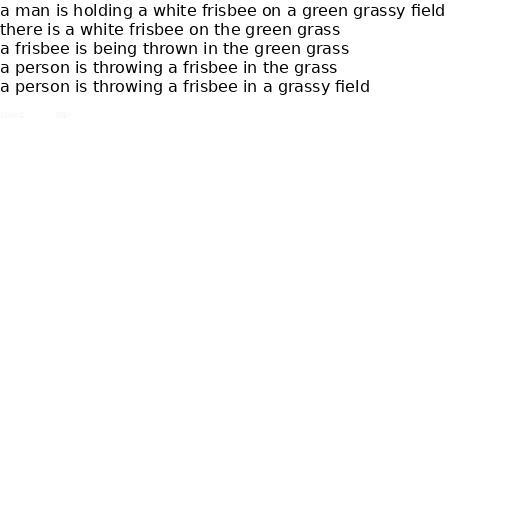 a man is holding a white frisbee on a green grassy field
there is a white frisbee on the green grass
a frisbee is being thrown in the green grass
a person is throwing a frisbee in the grass
a person is throwing a frisbee in a grassy field